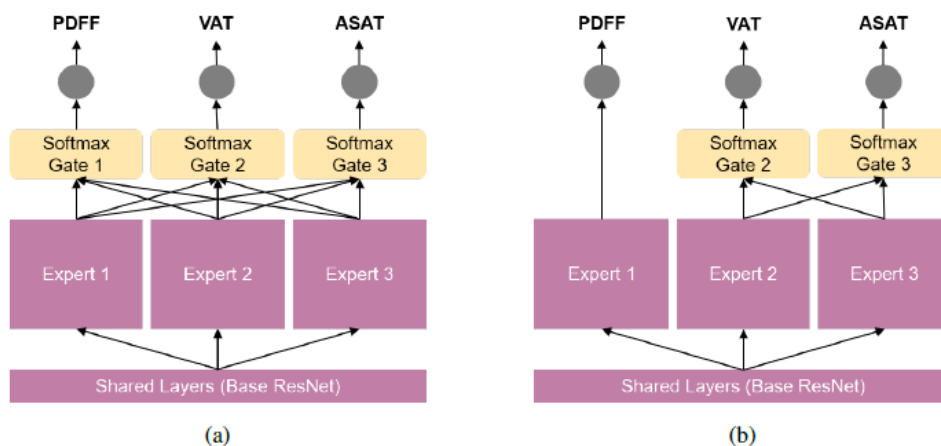 PDFF VAT ASAT PDFF VAT ASAT
Softmax Gate 1 Softmax Gate 2 Softmax Gate 3 Softmax Gate 2 Softmax Gate 3
Expert 1 Expert 2 Expert 3 Expert 1 Expert 2 Expert 3
Shared Layers (Base ResNet) Shared Layers (Base ResNet)
(a) (b)